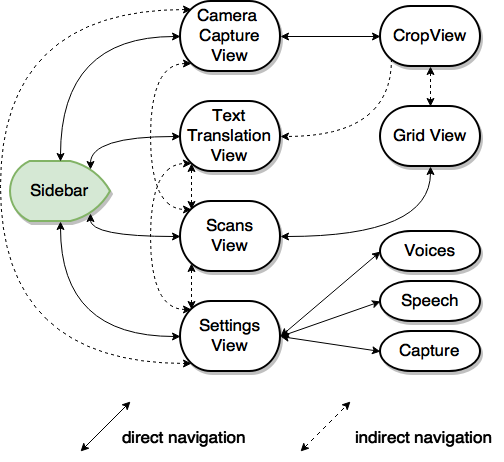 Camera
Capture
View
CropView
Text
Translation
View
Grid View
Sidebar
Scans
View
Voices
Speech
Settings
View
Capture
direct navigation
indirect navigation